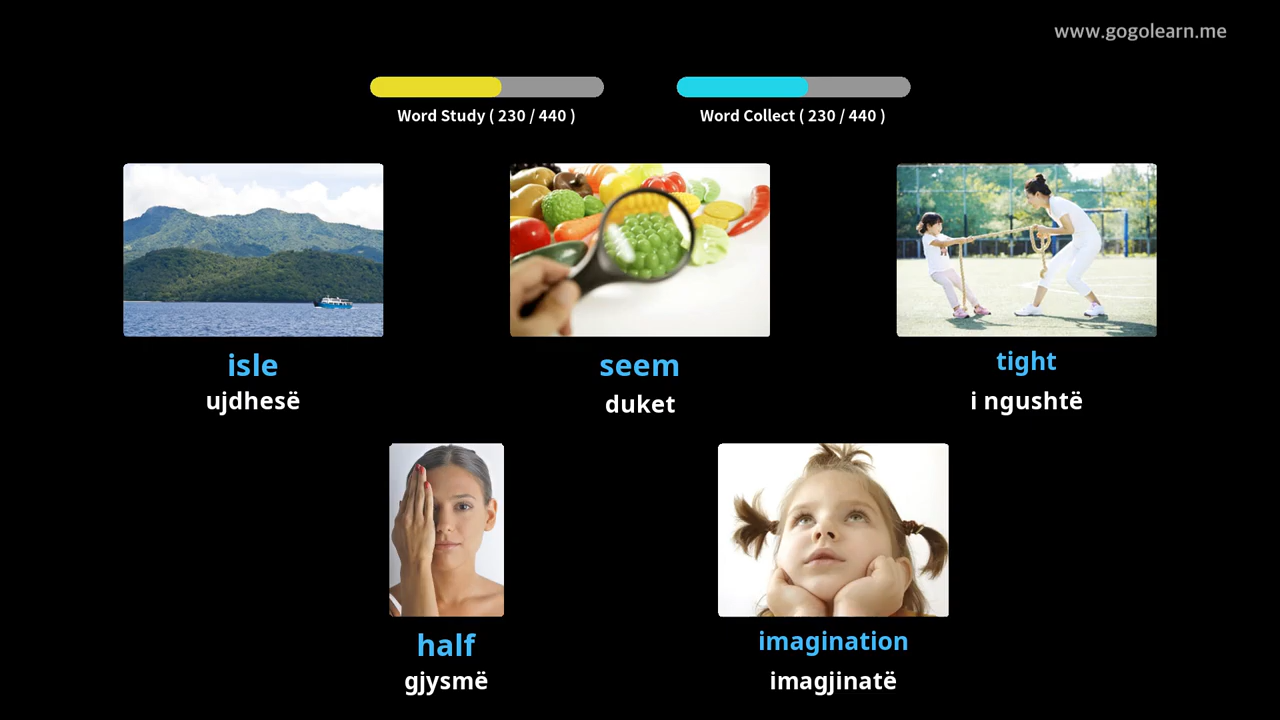 www.gogolearn.me
Word Study ( 230 / 440 )
Word Collect ( 230 / 440 )
isle
ujdhesë
seem
duket
tight
i ngushtë
half
gjysmë
imagination
imagjinatë